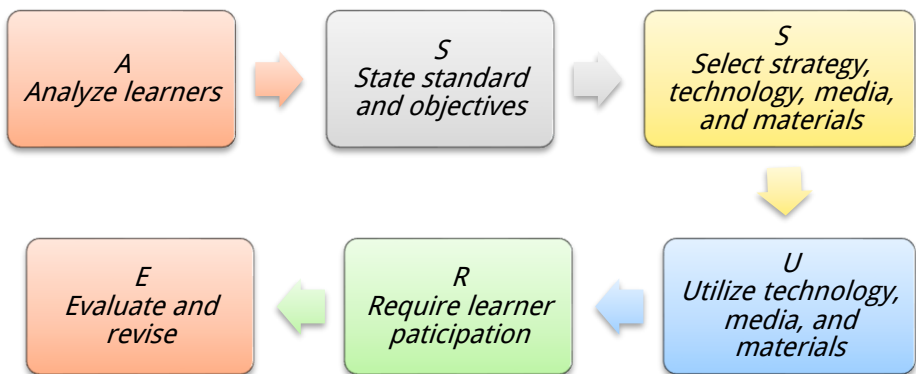 A
Analyze learners
S
State standard
and objectives
S
Select strategy,
technology, media,
and materials
U
Utilize technology,
media, and
materials
R
Require learner
paticipation
E
Evaluate and
revise